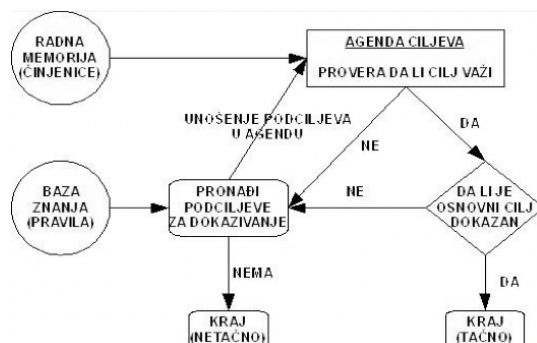 RADNA
MEMORIJA
(ČINJENICE)
AGENDA CILJEVA
PROVERA DA LI CILJ VAŽI
UNOŠENJE PODCILJEVA
U AGENDU
NE
DA
BAZA
ZNANJA
(PRAVILA)
PRONAĐI
PODCILJEVE
ZA DOKAZIVANJE
NE
DA LI JE
OSNOVNI CILJ
DOKAZAN
NEMA
DA
KRAJ
(NETAČNO)
KRAJ
(TAČNO)